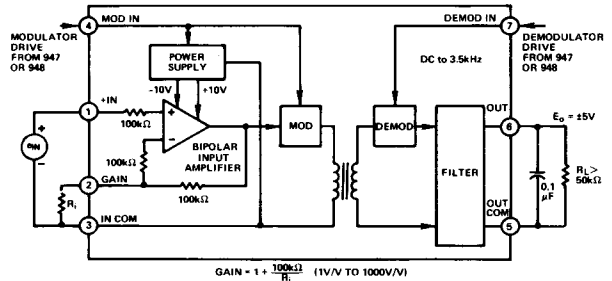 4 MOD IN
DEMOD IN 7
MODULATOR
DRIVE
FROM 947
OR 948
DEMODULATOR
DRIVE
FROM 947
OR 948
POWER
SUPPLY
DC to 3.5kHz
-10V +10V
1 +IN
100kΩ
+
-
MOD
DEMOD
OUT
6
Eo = ±5V
+
eIN
-
100kΩ
BIPOLAR
INPUT
AMPLIFIER
FILTER
2 GAIN
100kΩ
Ri
0.1
μF
RL>
50kΩ
3 IN COM
OUT
COM 5
GAIN = 1 + 100kΩ/Ri (1V/V TO 1000V/V)